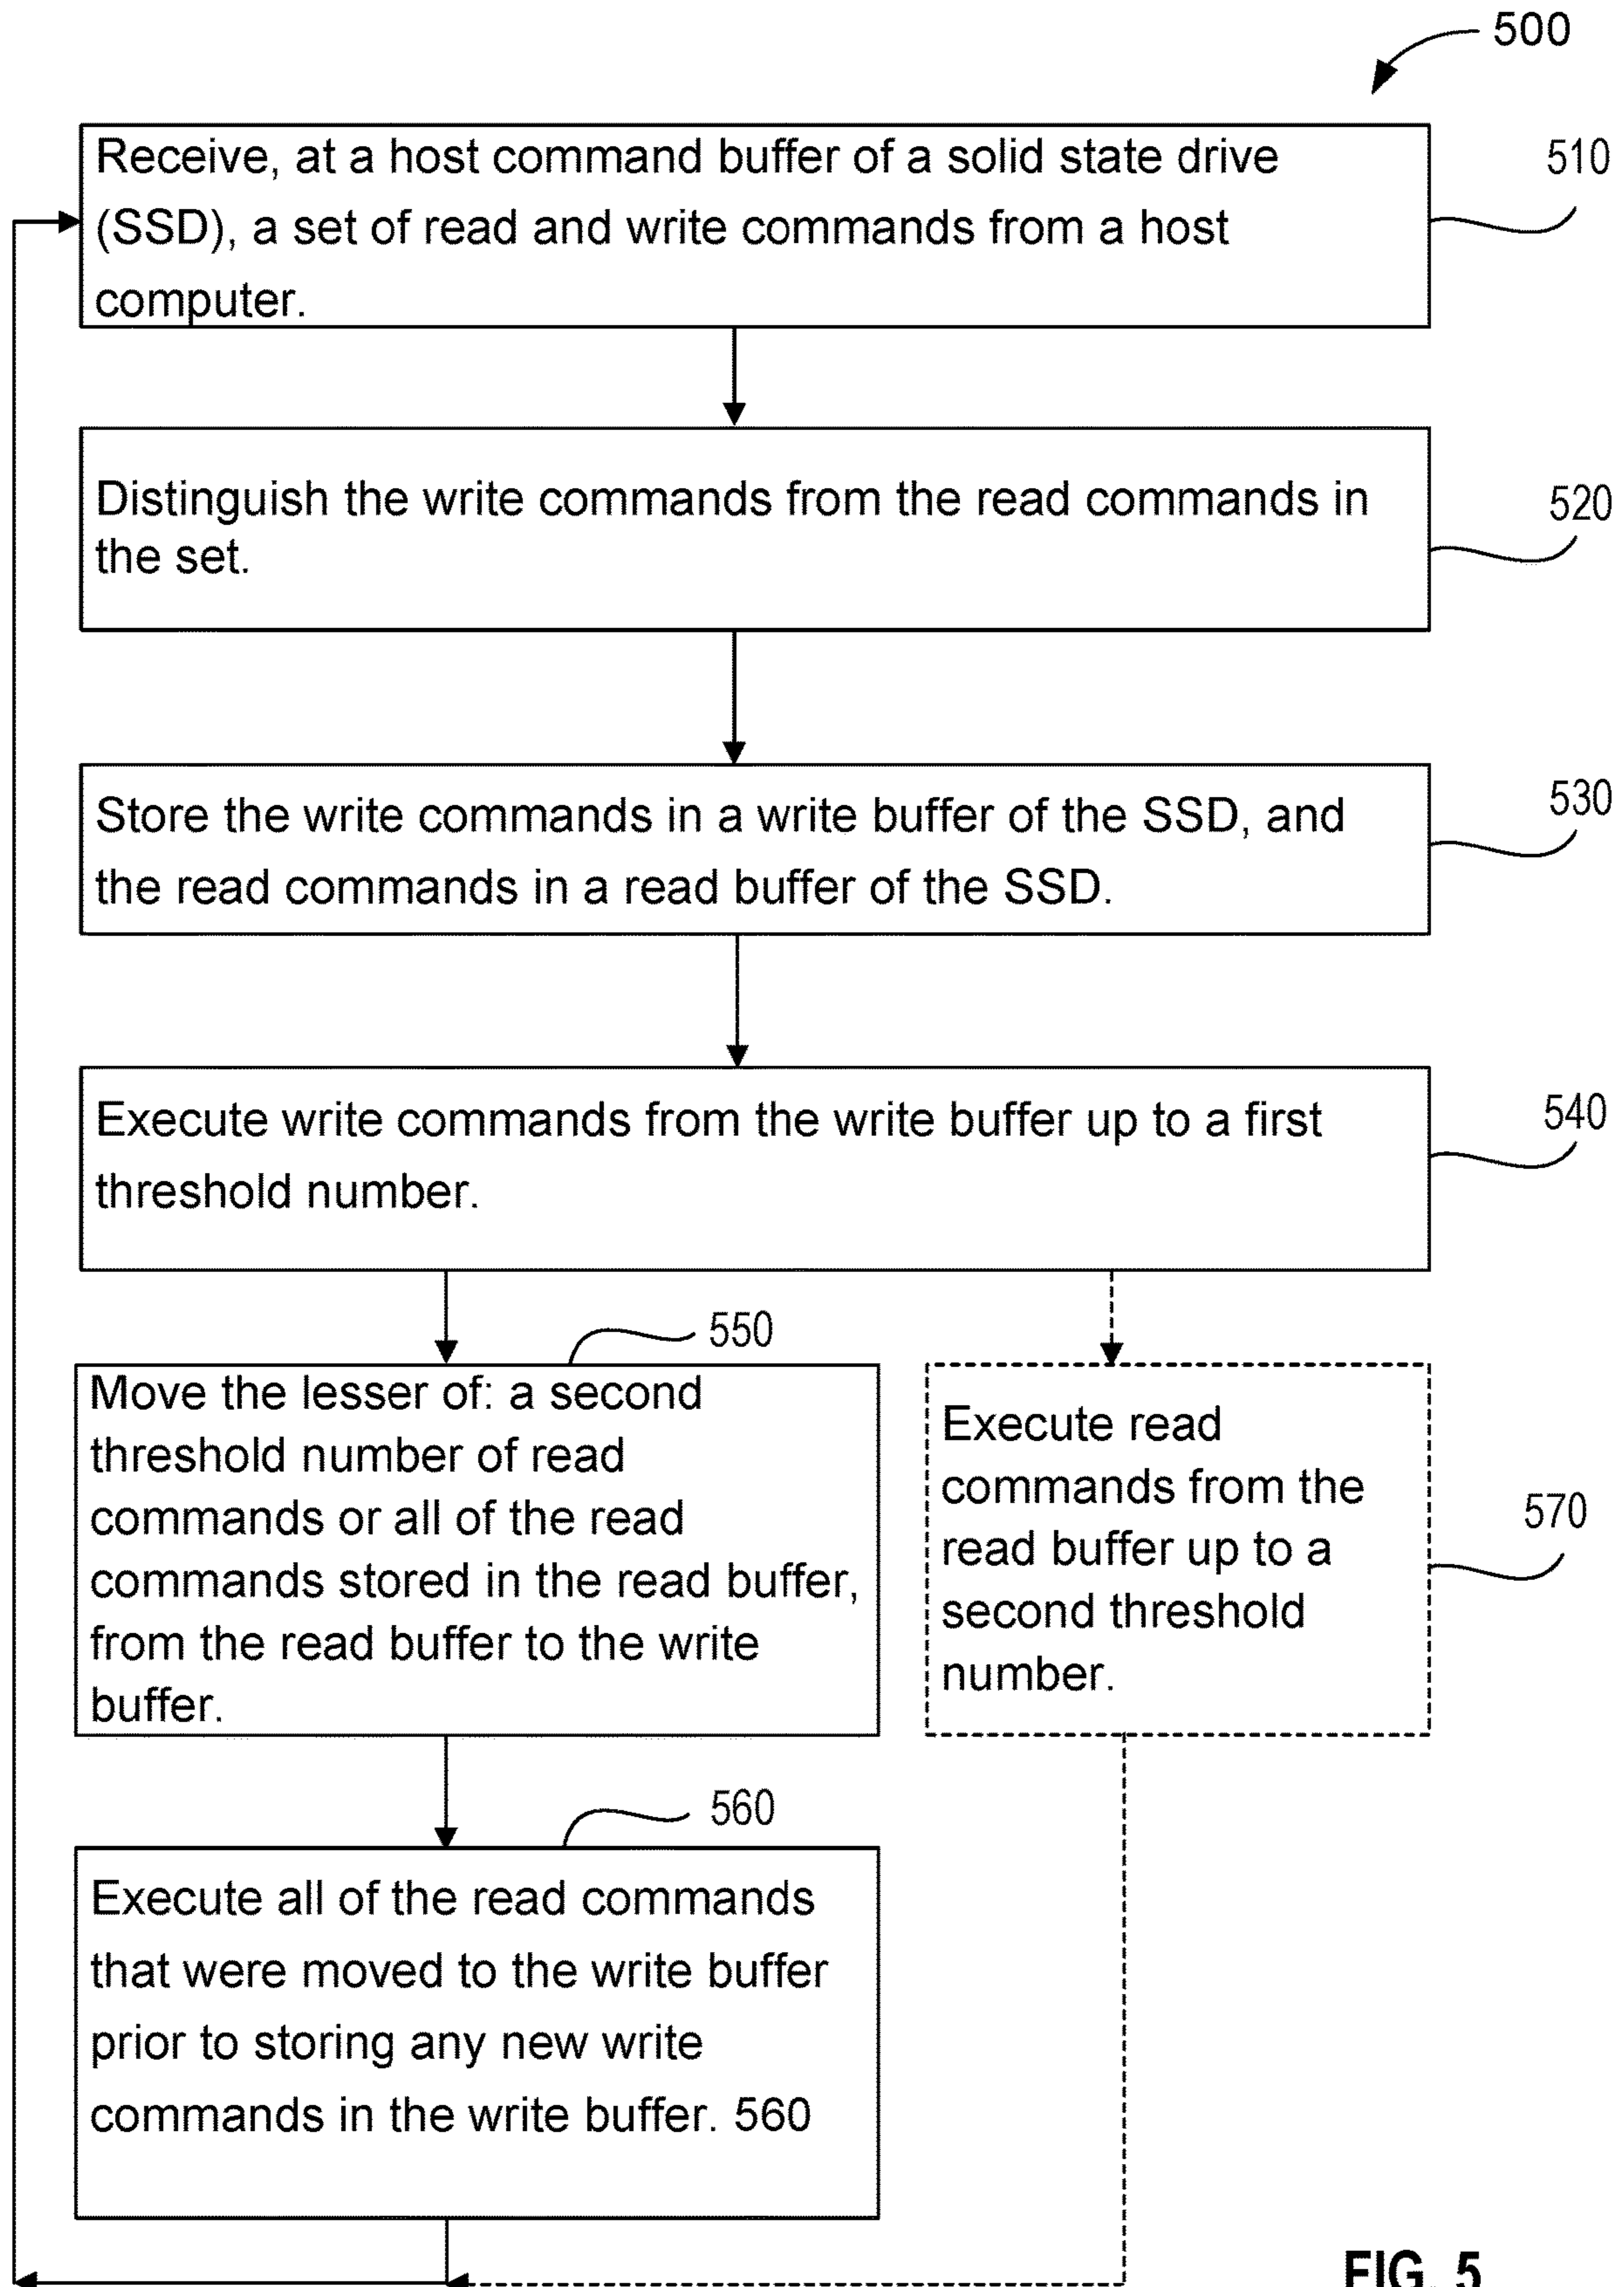 500
Receive, at a host command buffer of a solid state drive
(SSD), a set of read and write commands from a host
computer.
510
Distinguish the write commands from the read commands in
the set.
520
Store the write commands in a write buffer of the SSD, and
the read commands in a read buffer of the SSD.
530
Execute write commands from the write buffer up to a first
threshold number.
540
550
Move the lesser of: a second
threshold number of read
commands or all of the read
commands stored in the read buffer,
from the read buffer to the write
buffer.
Execute read
commands from the
read buffer up to a
second threshold
number.
570
560
Execute all of the read commands
that were moved to the write buffer
prior to storing any new write
commands in the write buffer. 560
FIG. 5